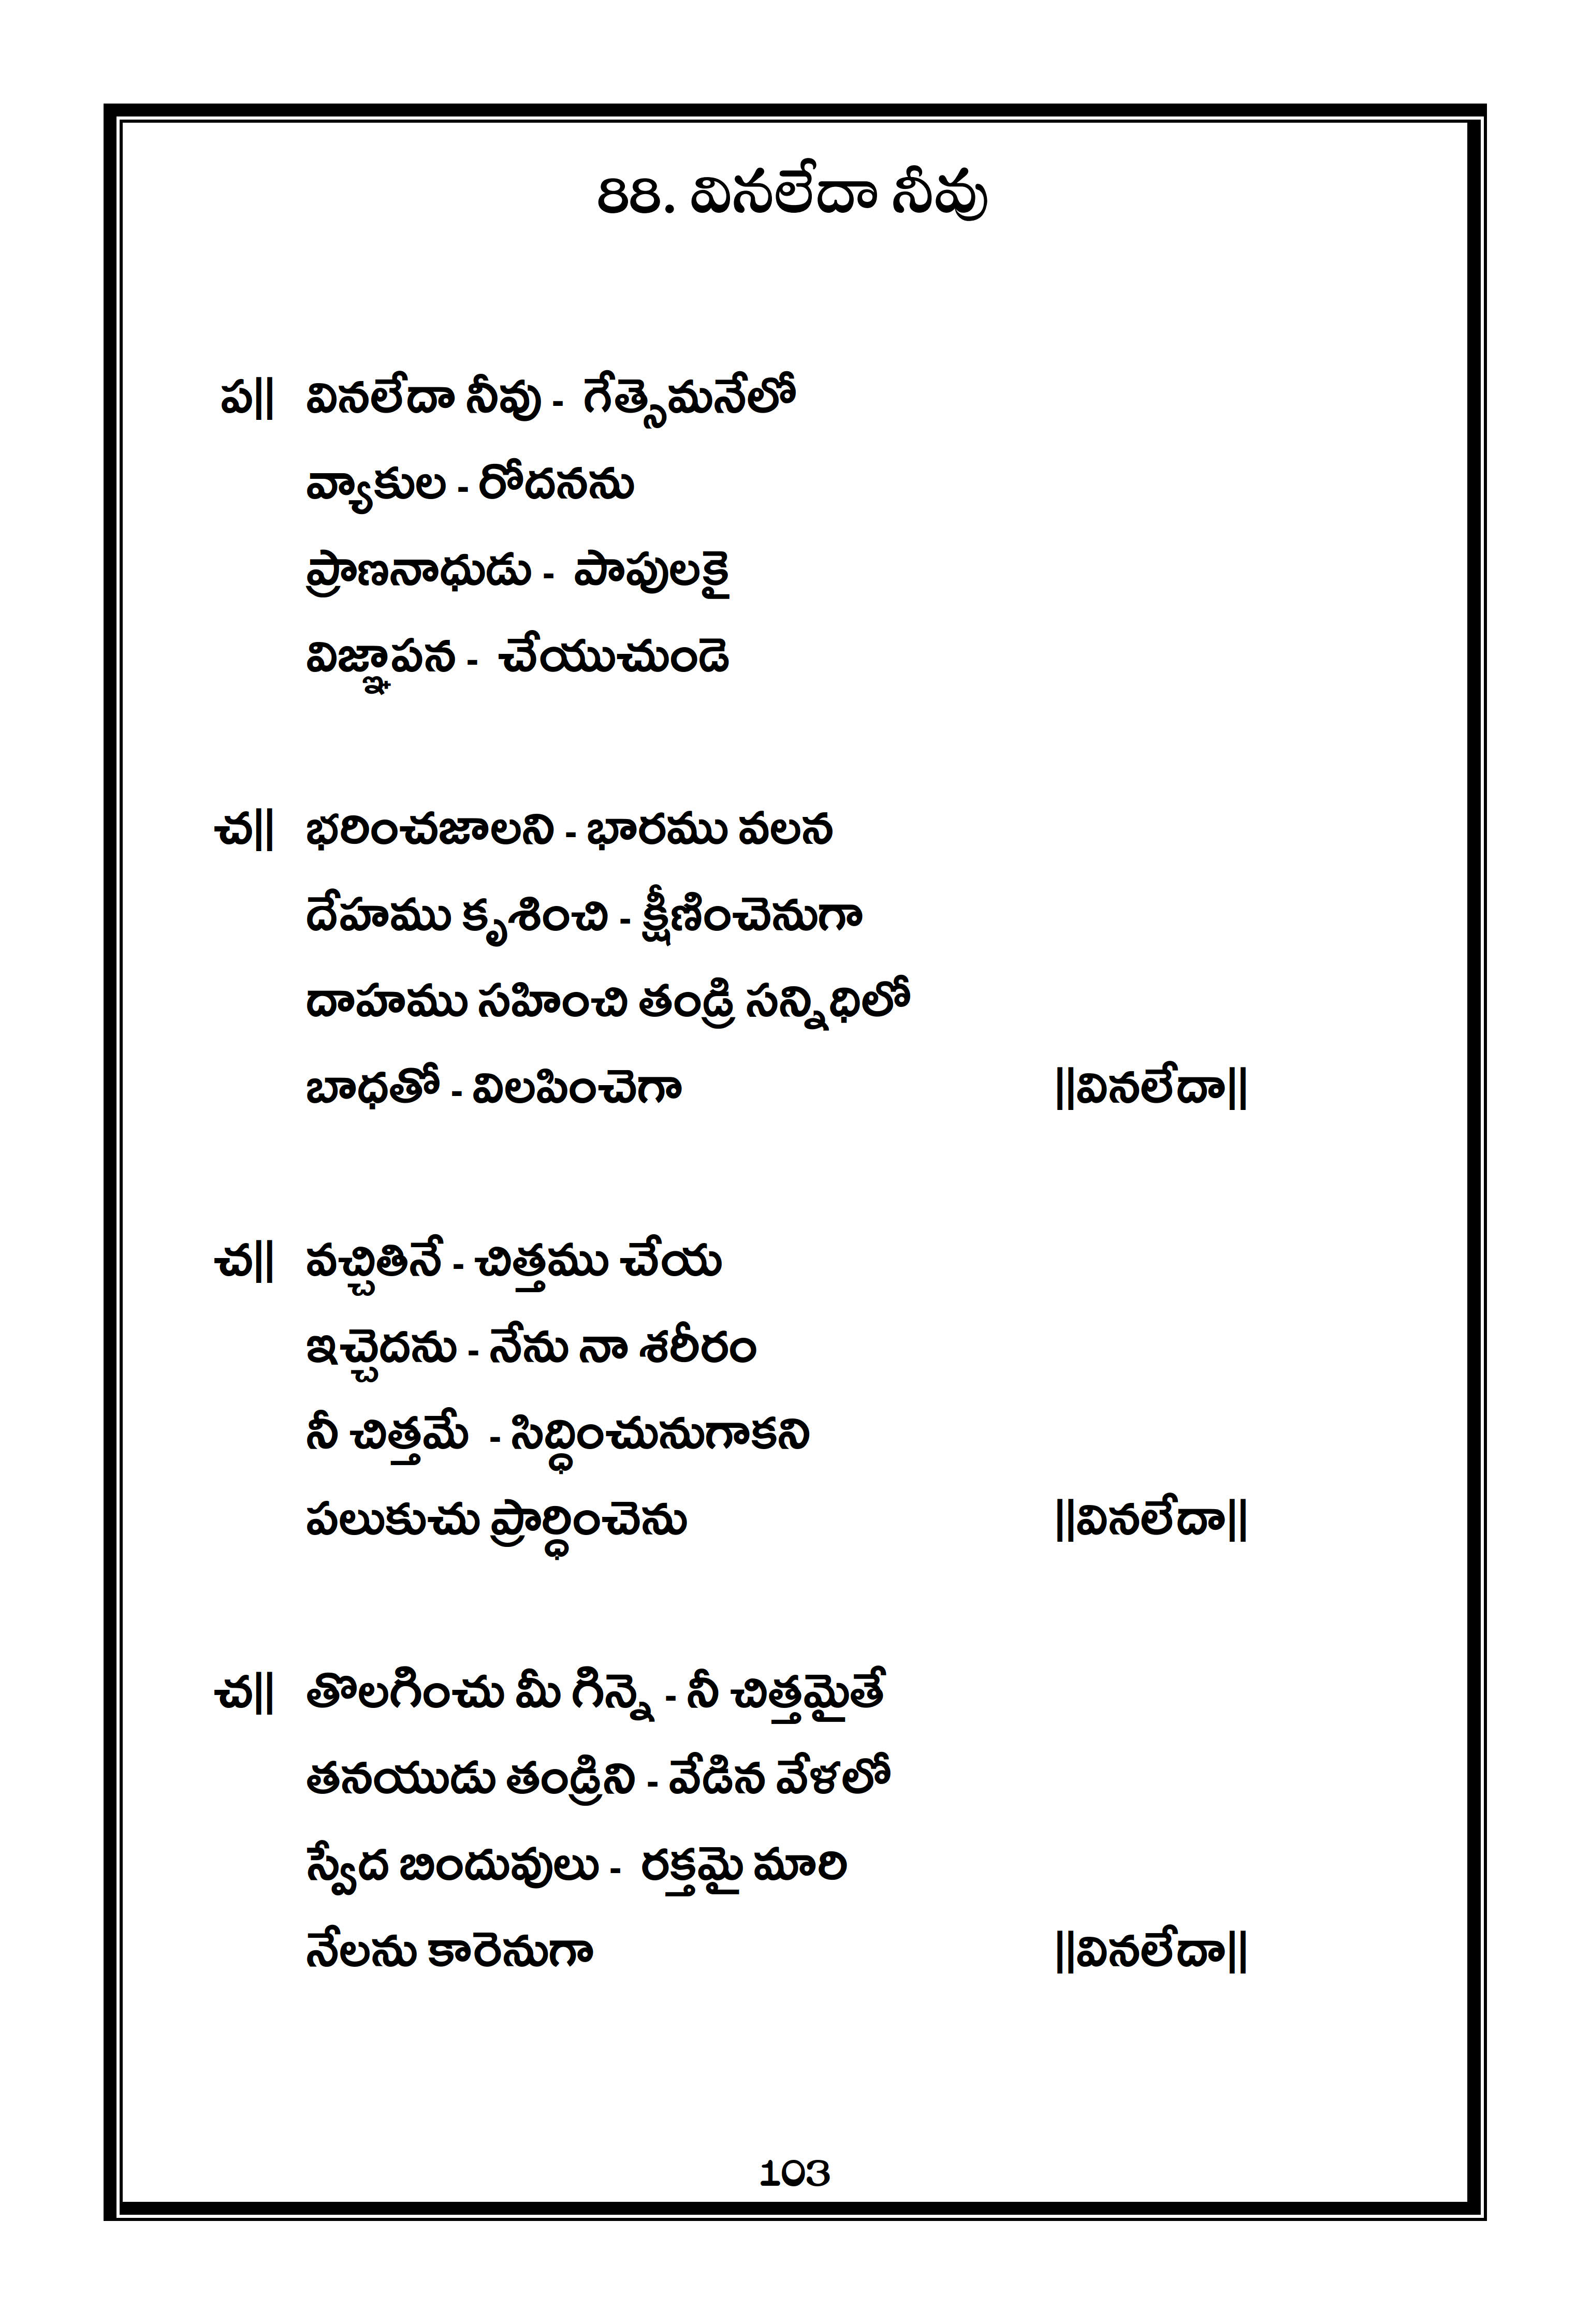 88. వినలేదా నీవు
ప॥ వినలేదా నీవు - గేత్సెమనేలో
వ్యాకుల - రోదనను
ప్రాణనాధుడు - పాపులకై
విజ్ఞాపన - చేయుచుండె
చ॥ భరించజాలని - భారము వలన
దేహము కృశించి - క్షీణించెనుగా
దాహము సహించి తండ్రి సన్నిధిలో
బాధతో - విలపించెగా ॥వినలేదా॥
చ॥ వచ్చితినే - చిత్తము చేయ
ఇచ్చెదను - నేను నా శరీరం
నీ చిత్తమే - సిద్ధించునుగాకని
పలుకుచు ప్రార్ధించెను ॥వినలేదా॥
చ॥ తొలగించు మీ గిన్నె - నీ చిత్తమైతే
తనయుడు తండ్రిని - వేడిన వేళలో
స్వేద బిందువులు - రక్తమై మారి
నేలను కారెనుగా ॥వినలేదా॥
103